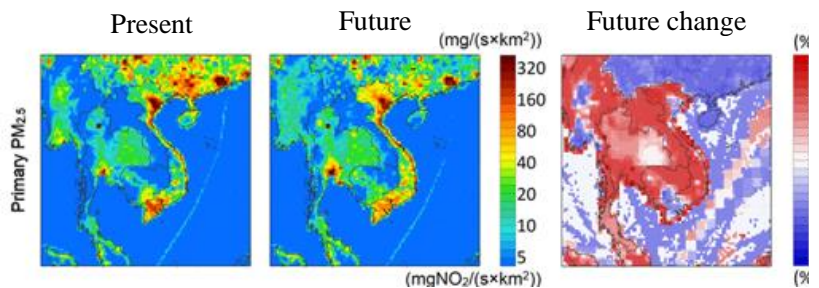 Present
Future
Future change
(mg/(s×km²))
(%
Primary PM₂.₅
320
160
80
40
20
10
5
(mgNO₂/(s×km²))
(%